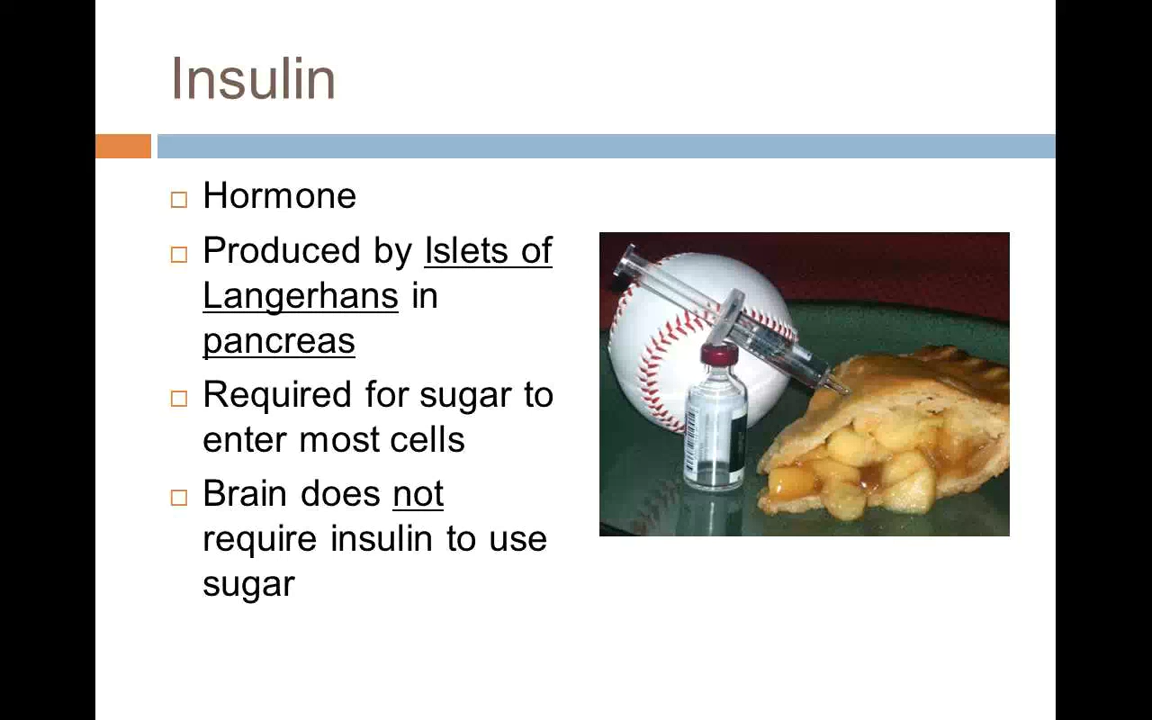 Insulin
Hormone
Produced by Islets of
Langerhans in
pancreas
Required for sugar to
enter most cells
Brain does not
require insulin to use
sugar